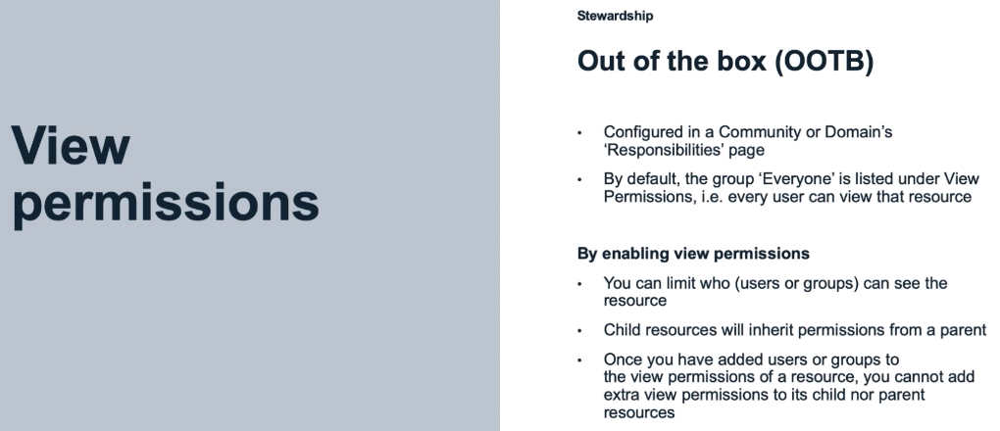 View
permissions
Stewardship
Out of the box (OOTB)
• Configured in a Community or Domain’s
‘Responsibilities’ page
• By default, the group ‘Everyone’ is listed under View
Permissions, i.e. every user can view that resource
By enabling view permissions
• You can limit who (users or groups) can see the
resource
• Child resources will inherit permissions from a parent
• Once you have added users or groups to
the view permissions of a resource, you cannot add
extra view permissions to its child nor parent
resources